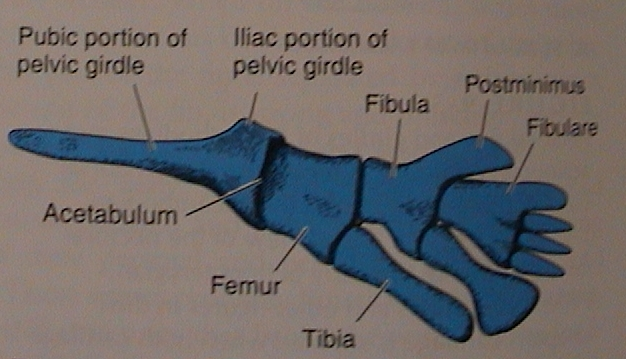 Pubic portion of
pelvic girdle
Iliac portion of
pelvic girdle
Postminimus
Fibula
Fibulare
Acetabulum
Femur
Tibia